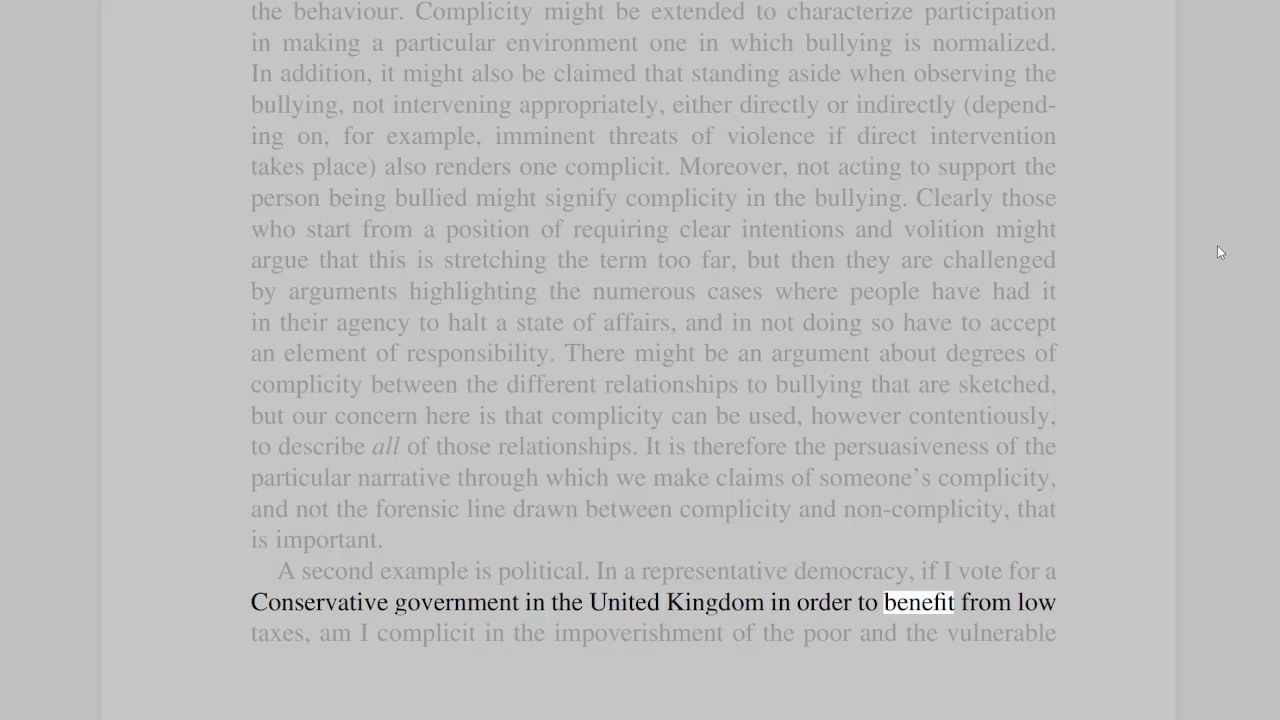 the behaviour. Complicity might be extended to characterize participation
in making a particular environment one in which bullying is normalized.
In addition, it might also be claimed that standing aside when observing the
bullying, not intervening appropriately, either directly or indirectly (depend-
ing on, for example, imminent threats of violence if direct intervention
takes place) also renders one complicit. Moreover, not acting to support the
person being bullied might signify complicity in the bullying. Clearly those
who start from a position of requiring clear intentions and volition might
argue that this is stretching the term too far, but then they are challenged
by arguments highlighting the numerous cases where people have had it
in their agency to halt a state of affairs, and in not doing so have to accept
an element of responsibility. There might be an argument about degrees of
complicity between the different relationships to bullying that are sketched,
but our concern here is that complicity can be used, however contentiously,
to describe all of those relationships. It is therefore the persuasiveness of the
particular narrative through which we make claims of someone's complicity,
and not the forensic line drawn between complicity and non-complicity, that
is important.
A second example is political. In a representative democracy, if I vote for a
Conservative government in the United Kingdom in order to benefit from low
taxes, am I complicit in the impoverishment of the poor and the vulnerable